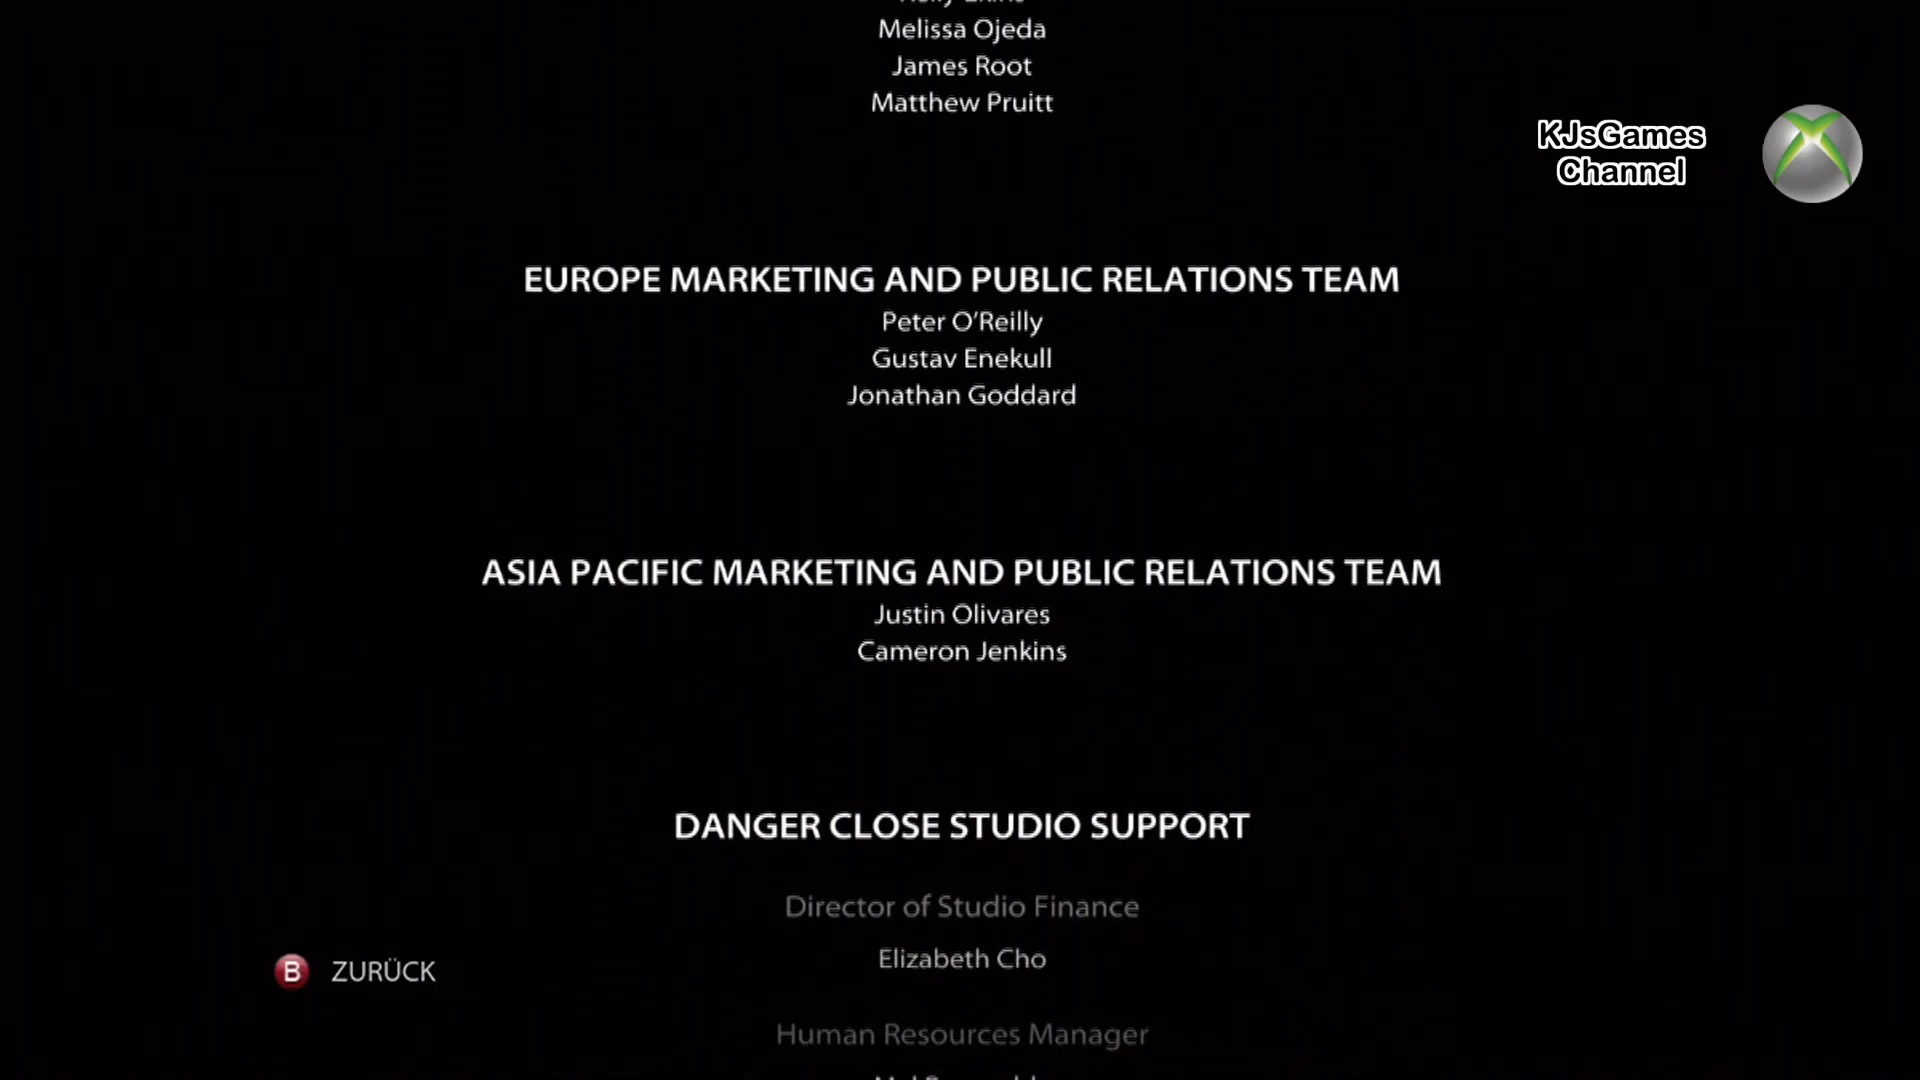 Melissa Ojeda
James Root
Matthew Pruitt
KJsGames
Channel
EUROPE MARKETING AND PUBLIC RELATIONS TEAM
Peter O’Reilly
Gustav Enekull
Jonathan Goddard
ASIA PACIFIC MARKETING AND PUBLIC RELATIONS TEAM
Justin Olivares
Cameron Jenkins
DANGER CLOSE STUDIO SUPPORT
Director of Studio Finance
Elizabeth Cho
B ZURÜCK
Human Resources Manager